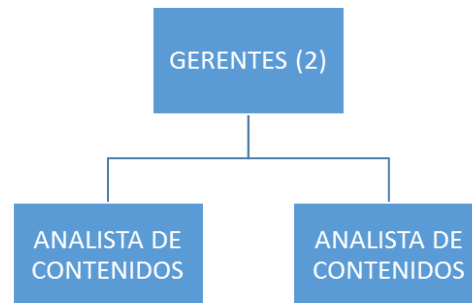 GERENTES (2)
ANALISTA DE
CONTENIDOS
ANALISTA DE
CONTENIDOS